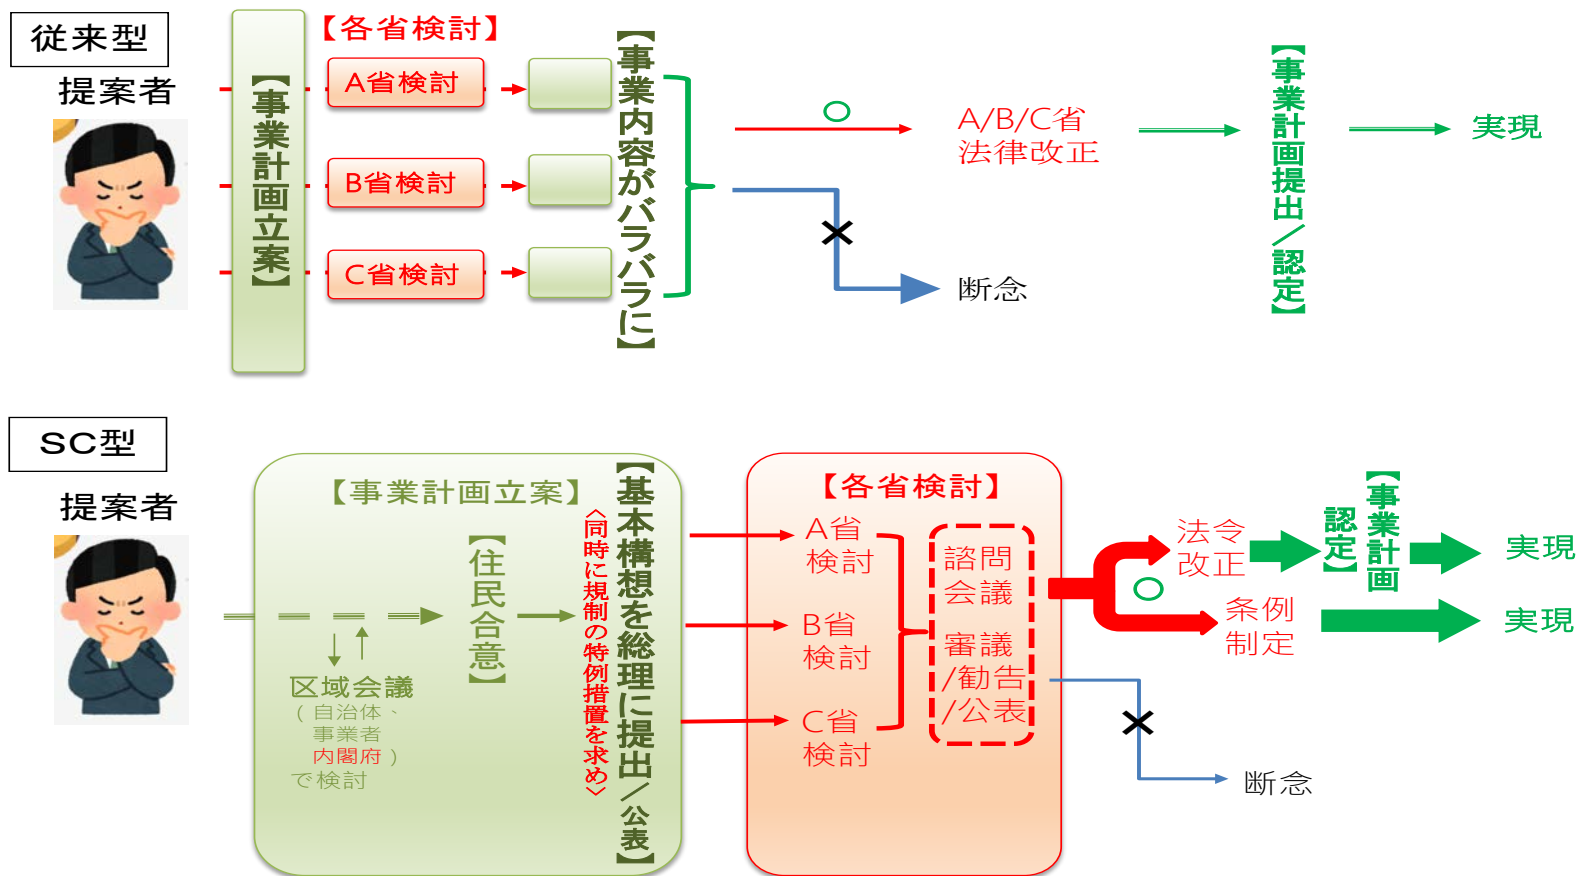 従来型
提案者
【事業計画立案】
【各省検討】
A省検討
B省検討
C省検討
【事業内容がバラバラに】
○
A/B/C省
法律改正
【事業計画提出/認定】
実現
×
断念
SC型
提案者
【事業計画立案】
区域会議
(自治体、
事業者
内閣府)
で検討
【住民合意】
〈同時に規制の特例措置を求め〉
【基本構想を総理に提出/公表】
【各省検討】
A省
検討
B省
検討
C省
検討
諮問
会議
審議
/勧告
/公表
○
法令
改正
【事業計画
認定】
実現
条例
制定
実現
×
断念